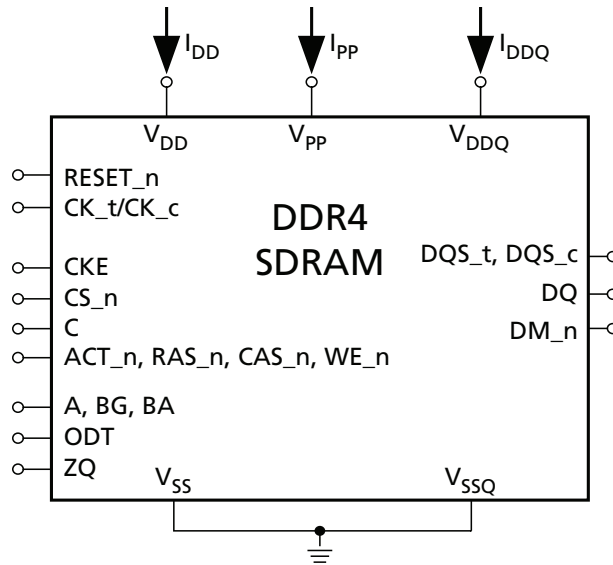 IDD IPP IDDQ
VDD VPP VDDQ
RESET_n
CK_t/CK_c
DDR4
SDRAM
DQS_t, DQS_c
CKE
CS_n
DQ
C
DM_n
ACT_n, RAS_n, CAS_n, WE_n
A, BG, BA
ODT
ZQ
VSS VSSQ